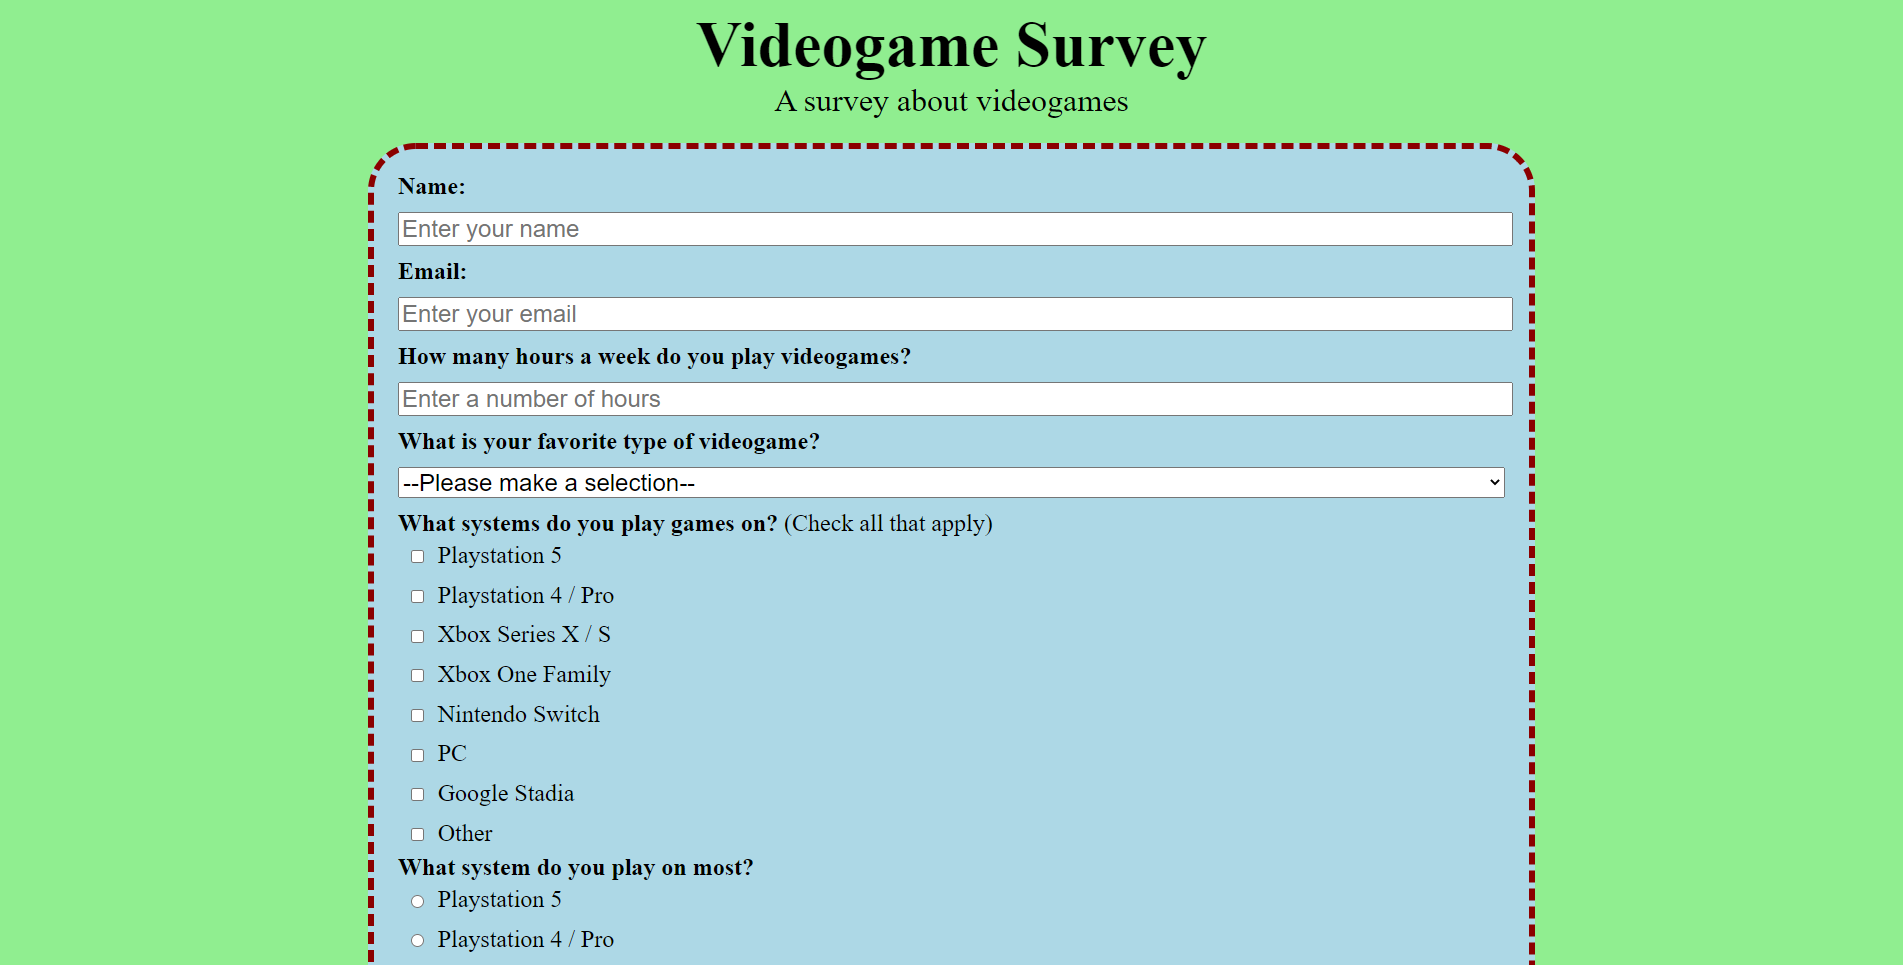 Videogame Survey
A survey about videogames
Name:
Enter your name
Email:
Enter your email
How many hours a week do you play videogames?
Enter a number of hours
What is your favorite type of videogame?
--Please make a selection--
What systems do you play games on? (Check all that apply)
Playstation 5
Playstation 4 / Pro
Xbox Series X / S
Xbox One Family
Nintendo Switch
PC
Google Stadia
Other
What system do you play on most?
Playstation 5
Playstation 4 / Pro